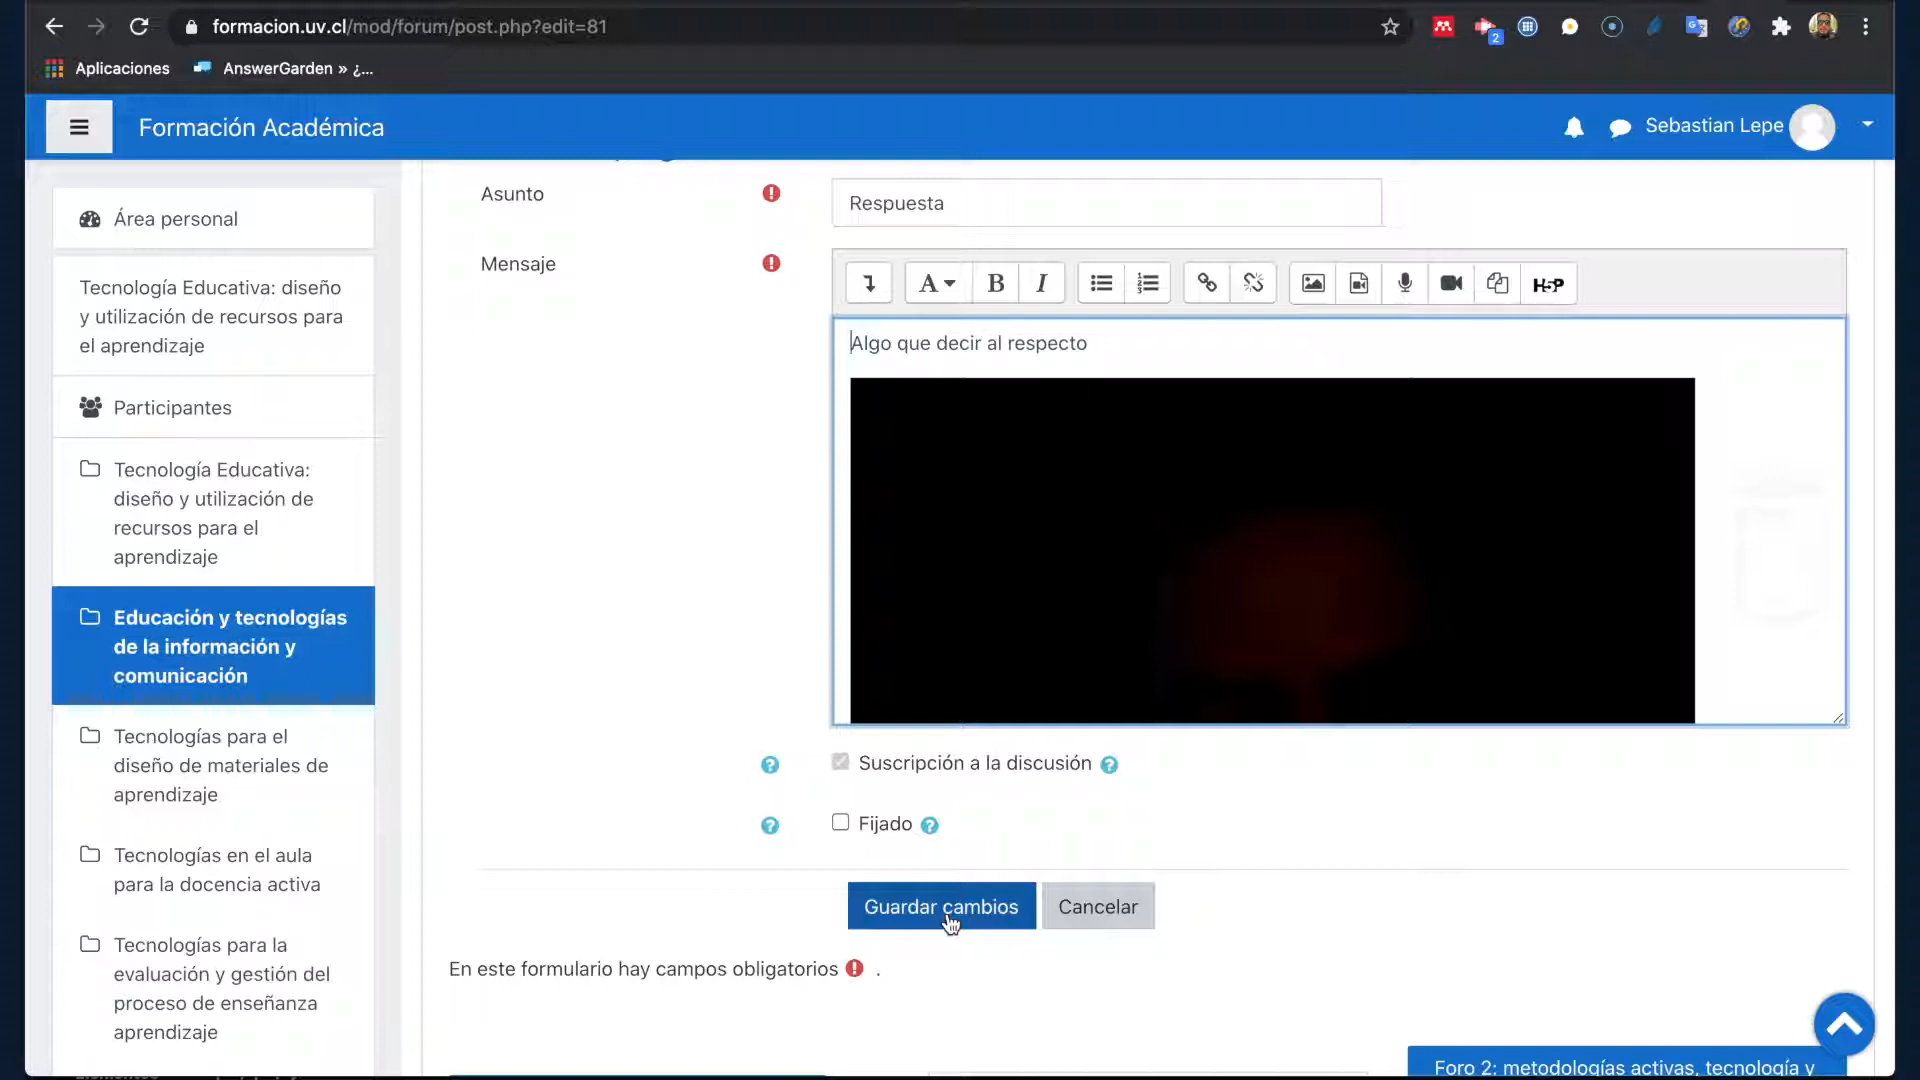 formacion.uv.cl/mod/forum/post.php?edit=81
2
Aplicaciones
AnswerGarden » ¿...
Formación Académica
Sebastian Lepe
Área personal
Tecnología Educativa: diseño
y utilización de recursos para
el aprendizaje
Participantes
Tecnología Educativa:
diseño y utilización de
recursos para el
aprendizaje
Educación y tecnologías
de la información y
comunicación
Tecnologías para el
diseño de materiales de
aprendizaje
Tecnologías en el aula
para la docencia activa
Tecnologías para la
evaluación y gestión del
proceso de enseñanza
aprendizaje
Asunto
Respuesta
Mensaje
A B I H5P
Algo que decir al respecto
Suscripción a la discusión
Fijado
Guardar cambios
Cancelar
En este formulario hay campos obligatorios .
Foro 2: metodologías activas, tecnología y